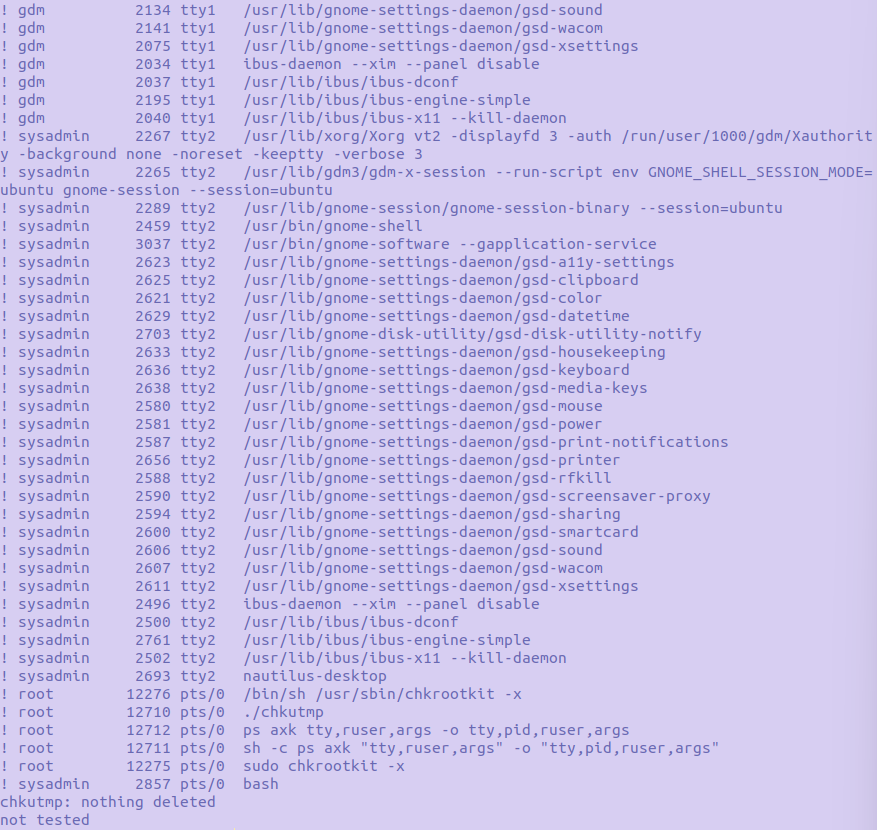 ! gdm          2134 tty1   /usr/lib/gnome-settings-daemon/gsd-sound
! gdm          2141 tty1   /usr/lib/gnome-settings-daemon/gsd-wacom
! gdm          2075 tty1   /usr/lib/gnome-settings-daemon/gsd-xsettings
! gdm          2034 tty1   ibus-daemon --xim --panel disable
! gdm          2037 tty1   /usr/lib/ibus/ibus-dconf
! gdm          2195 tty1   /usr/lib/ibus/ibus-engine-simple
! gdm          2040 tty1   /usr/lib/ibus/ibus-x11 --kill-daemon
! sysadmin     2267 tty2   /usr/lib/xorg/Xorg vt2 -displayfd 3 -auth /run/user/1000/gdm/Xauthorit
y -background none -noreset -keeptty -verbose 3
! sysadmin     2265 tty2   /usr/lib/gdm3/gdm-x-session --run-script env GNOME_SHELL_SESSION_MODE=
ubuntu gnome-session --session=ubuntu
! sysadmin     2289 tty2   /usr/lib/gnome-session/gnome-session-binary --session=ubuntu
! sysadmin     2459 tty2   /usr/bin/gnome-shell
! sysadmin     3037 tty2   /usr/bin/gnome-software --gapplication-service
! sysadmin     2623 tty2   /usr/lib/gnome-settings-daemon/gsd-a11y-settings
! sysadmin     2625 tty2   /usr/lib/gnome-settings-daemon/gsd-clipboard
! sysadmin     2621 tty2   /usr/lib/gnome-settings-daemon/gsd-color
! sysadmin     2629 tty2   /usr/lib/gnome-settings-daemon/gsd-datetime
! sysadmin     2703 tty2   /usr/lib/gnome-disk-utility/gsd-disk-utility-notify
! sysadmin     2633 tty2   /usr/lib/gnome-settings-daemon/gsd-housekeeping
! sysadmin     2636 tty2   /usr/lib/gnome-settings-daemon/gsd-keyboard
! sysadmin     2638 tty2   /usr/lib/gnome-settings-daemon/gsd-media-keys
! sysadmin     2580 tty2   /usr/lib/gnome-settings-daemon/gsd-mouse
! sysadmin     2581 tty2   /usr/lib/gnome-settings-daemon/gsd-power
! sysadmin     2587 tty2   /usr/lib/gnome-settings-daemon/gsd-print-notifications
! sysadmin     2656 tty2   /usr/lib/gnome-settings-daemon/gsd-printer
! sysadmin     2588 tty2   /usr/lib/gnome-settings-daemon/gsd-rfkill
! sysadmin     2590 tty2   /usr/lib/gnome-settings-daemon/gsd-screensaver-proxy
! sysadmin     2594 tty2   /usr/lib/gnome-settings-daemon/gsd-sharing
! sysadmin     2600 tty2   /usr/lib/gnome-settings-daemon/gsd-smartcard
! sysadmin     2606 tty2   /usr/lib/gnome-settings-daemon/gsd-sound
! sysadmin     2607 tty2   /usr/lib/gnome-settings-daemon/gsd-wacom
! sysadmin     2611 tty2   /usr/lib/gnome-settings-daemon/gsd-xsettings
! sysadmin     2496 tty2   ibus-daemon --xim --panel disable
! sysadmin     2500 tty2   /usr/lib/ibus/ibus-dconf
! sysadmin     2761 tty2   /usr/lib/ibus/ibus-engine-simple
! sysadmin     2502 tty2   /usr/lib/ibus/ibus-x11 --kill-daemon
! sysadmin     2693 tty2   nautilus-desktop
! root        12276 pts/0  /bin/sh /usr/sbin/chkrootkit -x
! root        12710 pts/0  ./chkutmp
! root        12712 pts/0  ps axk tty,ruser,args -o tty,pid,ruser,args
! root        12711 pts/0  sh -c ps axk "tty,ruser,args" -o "tty,pid,ruser,args"
! root        12275 pts/0  sudo chkrootkit -x
! sysadmin     2857 pts/0  bash
chkutmp: nothing deleted
not tested